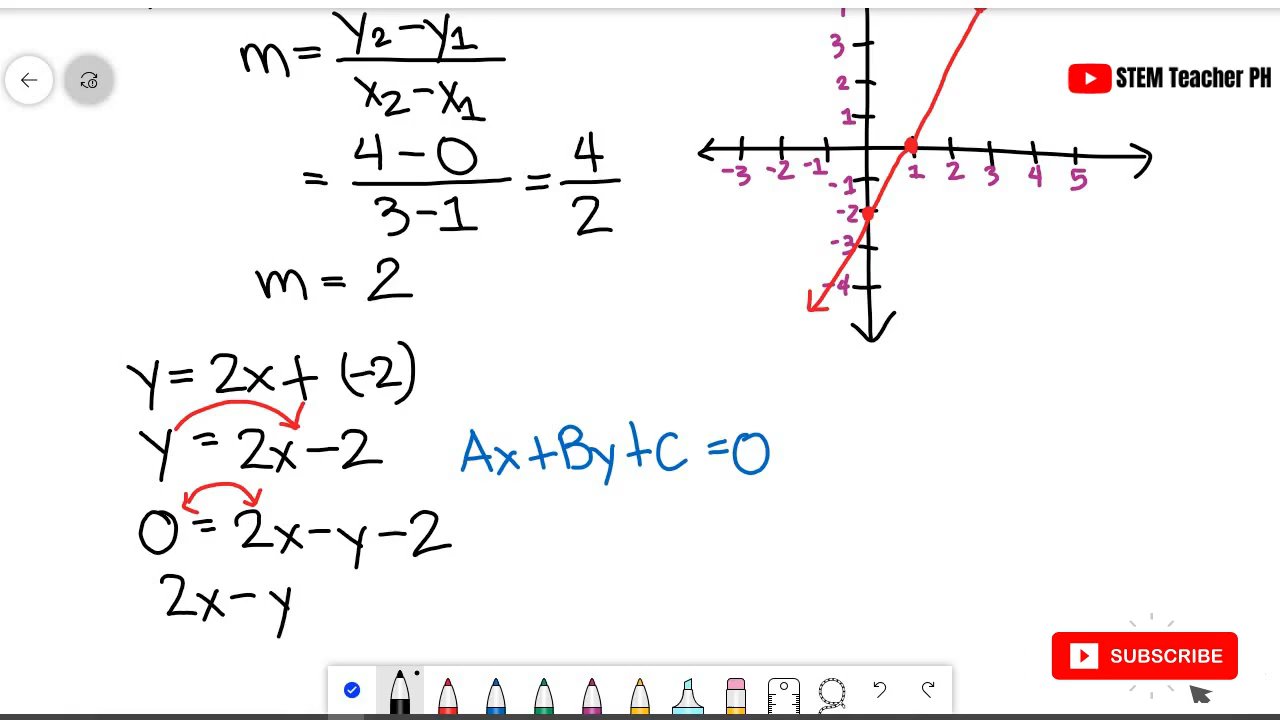 m = y₂ − y₁ / x₂ − x₁
= 4 − 0 / 3 − 1 = 4 / 2
m = 2
y = 2x + (−2)
y = 2x − 2
0 = 2x − y − 2
2x − y
Ax + By + C = 0
3
2
1
-3 -2 -1 1 2 3 4 5
-1
-2
-3
-4
STEM Teacher PH
SUBSCRIBE